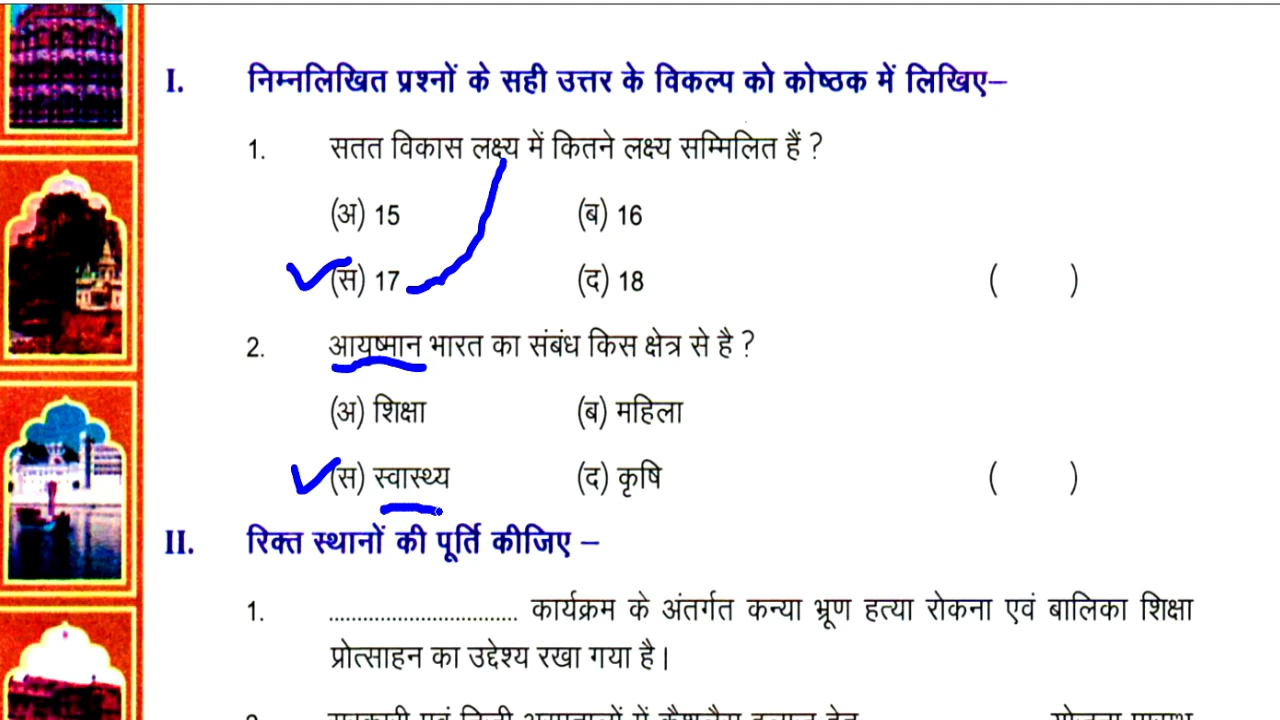 I. निम्नलिखित प्रश्नों के सही उत्तर के विकल्प को कोष्ठक में लिखिए–
1. सतत विकास लक्ष्य में कितने लक्ष्य सम्मिलित हैं ?
(अ) 15 (ब) 16
(स) 17 (द) 18 ( )
2. आयुष्मान भारत का संबंध किस क्षेत्र से है ?
(अ) शिक्षा (ब) महिला
(स) स्वास्थ्य (द) कृषि ( )
II. रिक्त स्थानों की पूर्ति कीजिए –
1. ................................. कार्यक्रम के अंतर्गत कन्या भ्रूण हत्या रोकना एवं बालिका शिक्षा
प्रोत्साहन का उद्देश्य रखा गया है।